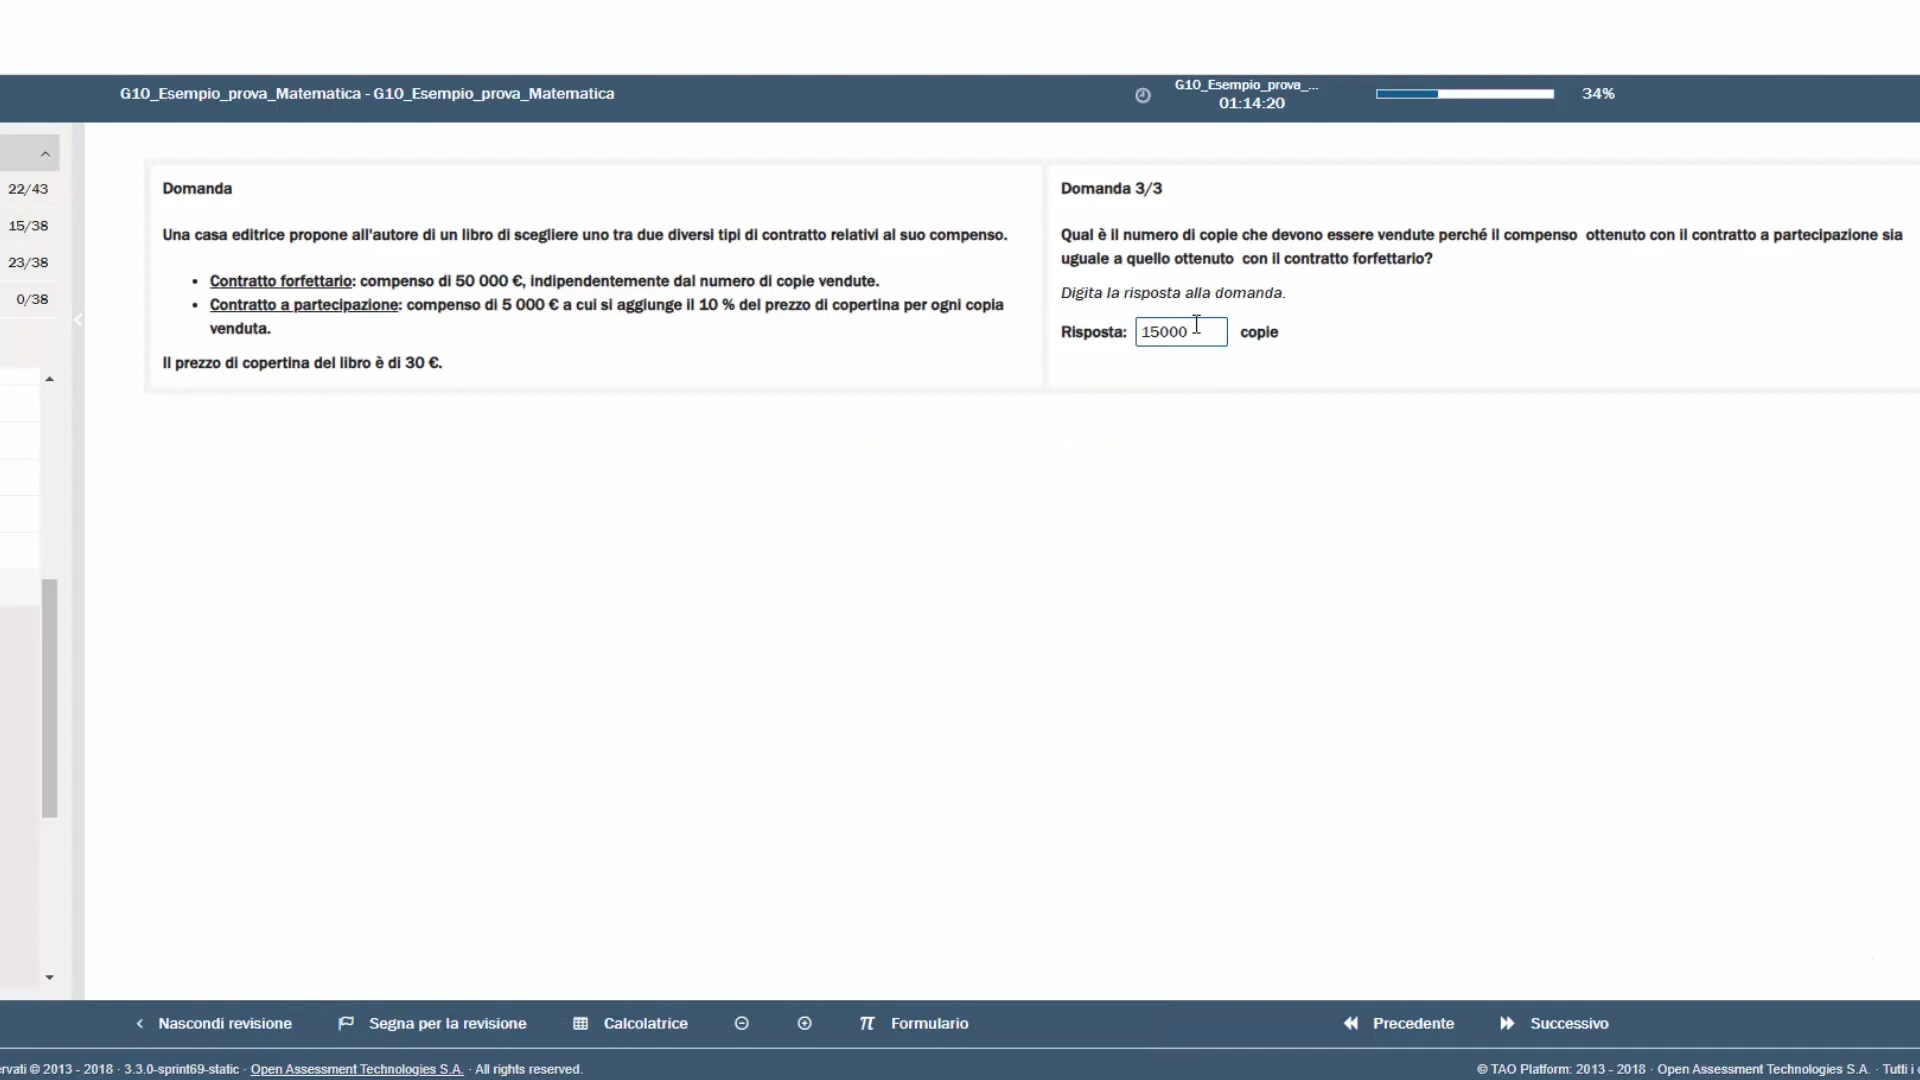 G10_Esempio_prova_Matematica - G10_Esempio_prova_Matematica
G10_Esempio_prova_...
01:14:20
34%
22/43
15/38
23/38
0/38
Domanda
Una casa editrice propone all'autore di un libro di scegliere uno tra due diversi tipi di contratto relativi al suo compenso.
• Contratto forfettario: compenso di 50 000 €, indipendentemente dal numero di copie vendute.
• Contratto a partecipazione: compenso di 5 000 € a cui si aggiunge il 10 % del prezzo di copertina per ogni copia
venduta.
Il prezzo di copertina del libro è di 30 €.
Domanda 3/3
Qual è il numero di copie che devono essere vendute perché il compenso ottenuto con il contratto a partecipazione sia
uguale a quello ottenuto con il contratto forfettario?
Digita la risposta alla domanda.
Risposta: 15000 copie
Nascondi revisione
Segna per la revisione
Calcolatrice
π Formulario
Precedente
Successivo
ervati © 2013 - 2018 · 3.3.0-sprint69-static · Open Assessment Technologies S.A. · All rights reserved.
© TAO Platform: 2013 - 2018 · Open Assessment Technologies S.A. · Tutti i